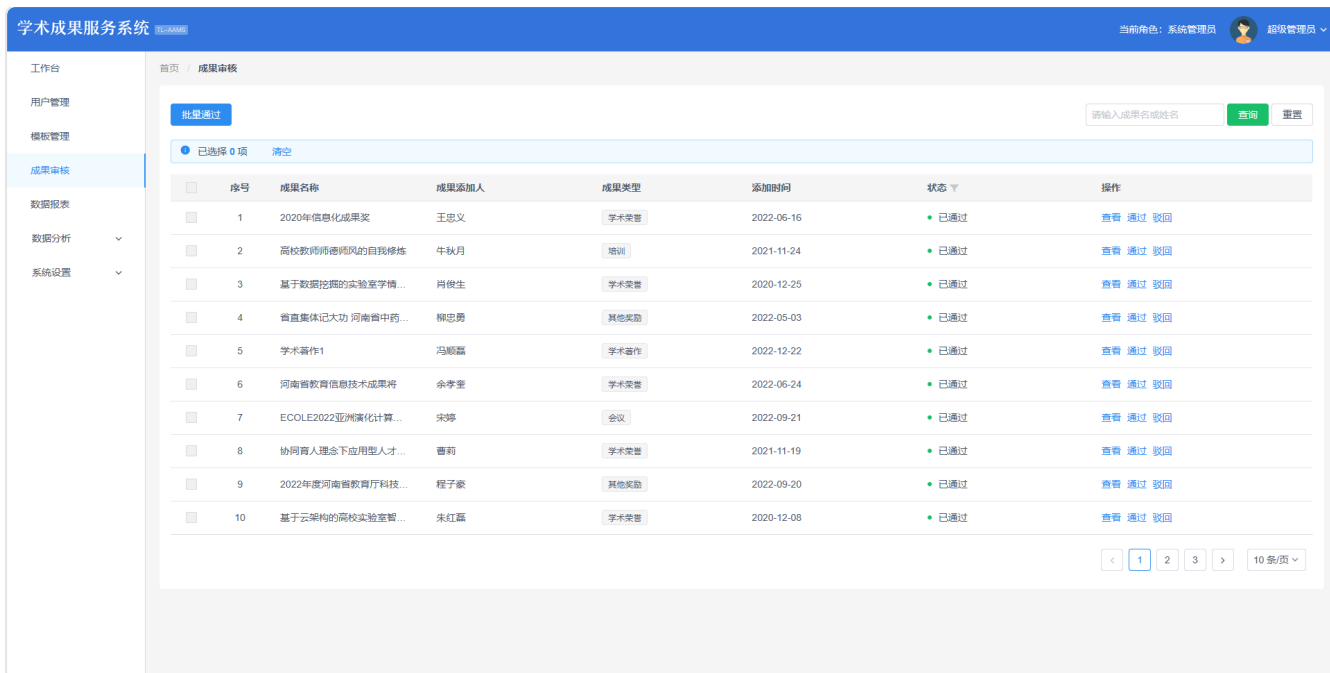 学术成果服务系统 TL-AAMS 当前角色：系统管理员 超级管理员
工作台 首页 / 成果审核
用户管理
批量通过 请输入成果名或姓名 查询 重置
模板管理
已选择 0 项 清空
成果审核
序号 成果名称 成果添加人 成果类型 添加时间 状态 操作
数据报表
1 2020年信息化成果奖 王忠义 学术荣誉 2022-06-16 已通过 查看 通过 驳回
数据分析
2 高校教师师德师风的自我修炼 牛秋月 培训 2021-11-24 已通过 查看 通过 驳回
系统设置
3 基于数据挖掘的实验室学情... 肖俊生 学术荣誉 2020-12-25 已通过 查看 通过 驳回
4 省直集体记大功 河南省中药... 柳忠勇 其他奖励 2022-05-03 已通过 查看 通过 驳回
5 学术著作1 冯顺磊 学术著作 2022-12-22 已通过 查看 通过 驳回
6 河南省教育信息技术成果将 余孝奎 学术荣誉 2022-06-24 已通过 查看 通过 驳回
7 ECOLE2022亚洲演化计算... 宋婷 会议 2022-09-21 已通过 查看 通过 驳回
8 协同育人理念下应用型人才... 曹莉 学术荣誉 2021-11-19 已通过 查看 通过 驳回
9 2022年度河南省教育厅科技... 程子豪 其他奖励 2022-09-20 已通过 查看 通过 驳回
10 基于云架构的高校实验室智... 朱红磊 学术荣誉 2020-12-08 已通过 查看 通过 驳回
< 1 2 3 > 10 条/页